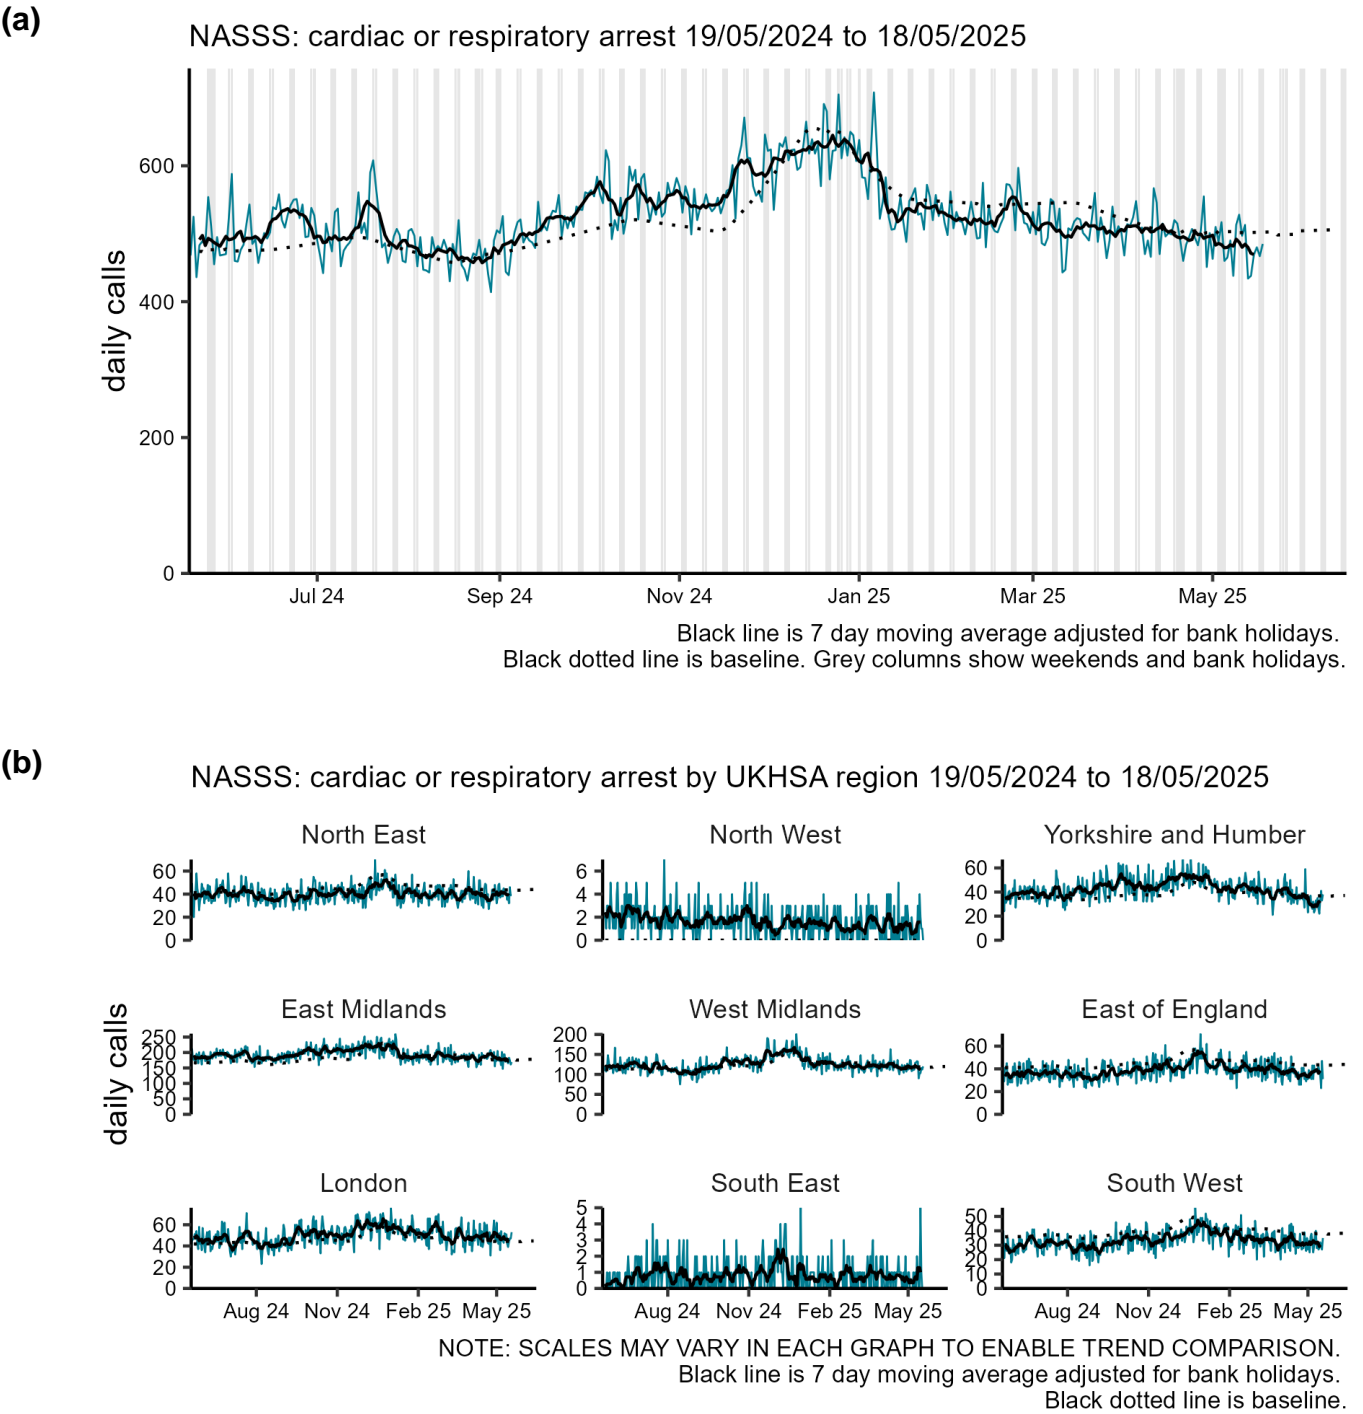 (a)
NASSS: cardiac or respiratory arrest 19/05/2024 to 18/05/2025
daily calls
600
400
200
0
Jul 24 Sep 24 Nov 24 Jan 25 Mar 25 May 25
Black line is 7 day moving average adjusted for bank holidays.
Black dotted line is baseline. Grey columns show weekends and bank holidays.
(b)
NASSS: cardiac or respiratory arrest by UKHSA region 19/05/2024 to 18/05/2025
daily calls
North East
60
40
20
0
North West
6
4
2
0
Yorkshire and Humber
60
40
20
0
East Midlands
250
200
150
100
50
0
West Midlands
200
150
100
50
0
East of England
60
40
20
0
London
60
40
20
0
Aug 24 Nov 24 Feb 25 May 25
South East
5
4
3
2
1
0
Aug 24 Nov 24 Feb 25 May 25
South West
50
40
30
20
10
0
Aug 24 Nov 24 Feb 25 May 25
NOTE: SCALES MAY VARY IN EACH GRAPH TO ENABLE TREND COMPARISON.
Black line is 7 day moving average adjusted for bank holidays.
Black dotted line is baseline.